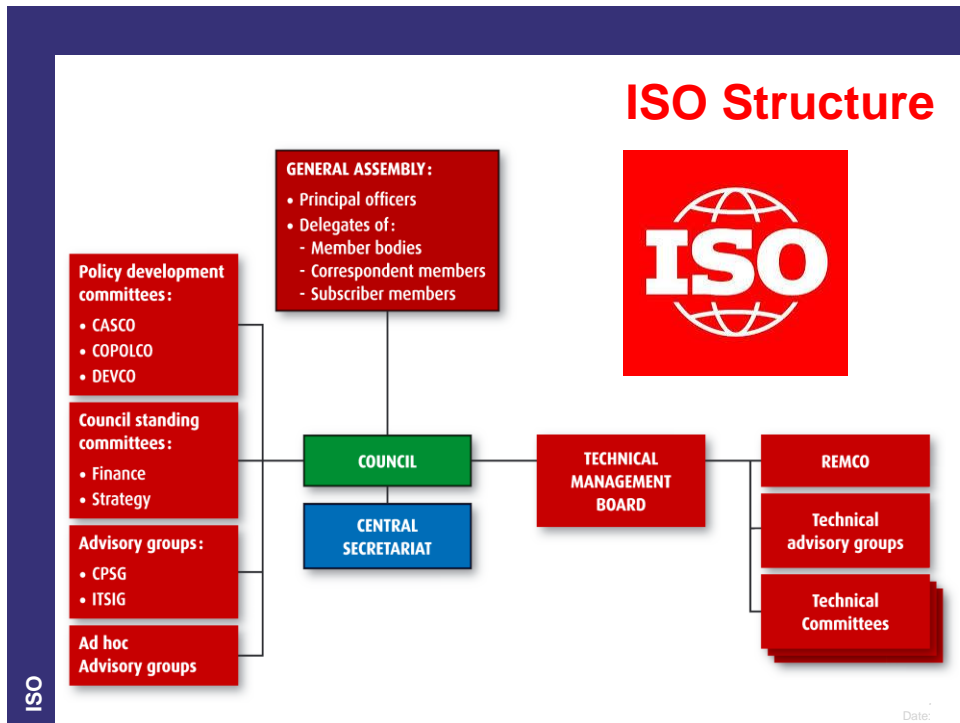 ISO Structure
GENERAL ASSEMBLY:
• Principal officers
• Delegates of:
- Member bodies
- Correspondent members
- Subscriber members
ISO
Policy development
committees:
• CASCO
• COPOLCO
• DEVCO
Council standing
committees:
• Finance
• Strategy
Advisory groups:
• CPSG
• ITSIG
Ad hoc
Advisory groups
COUNCIL
CENTRAL
SECRETARIAT
TECHNICAL
MANAGEMENT
BOARD
REMCO
Technical
advisory groups
Technical
Committees
ISO
Date: